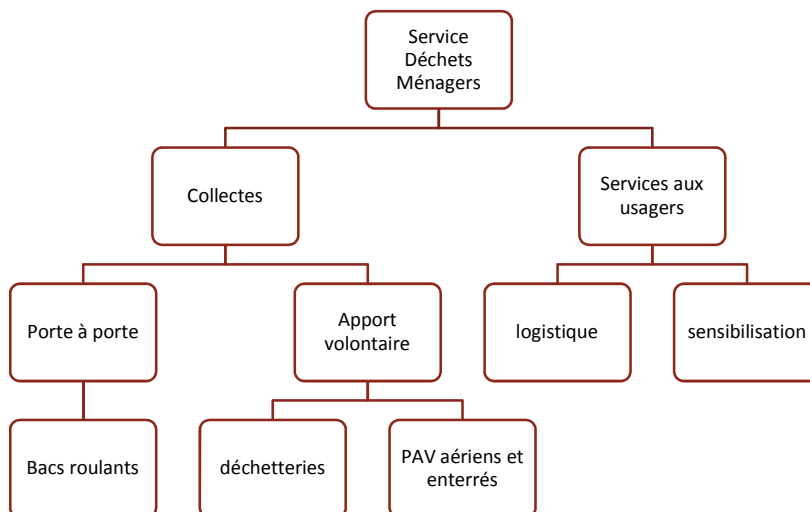 Service
Déchets
Ménagers
Collectes
Services aux
usagers
Porte à porte
Apport
volontaire
logistique
sensibilisation
Bacs roulants
déchetteries
PAV aériens et
enterrés